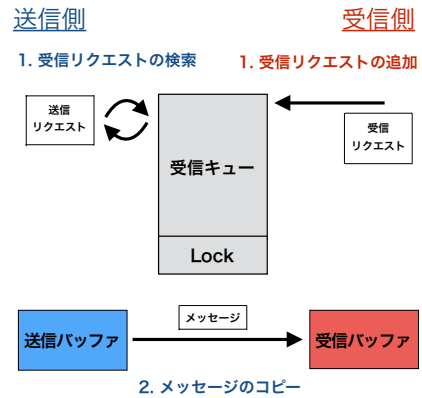 送信側
受信側
1. 受信リクエストの検索
1. 受信リクエストの追加
送信
リクエスト
受信
リクエスト
受信キュー
Lock
メッセージ
送信バッファ
受信バッファ
2. メッセージのコピー